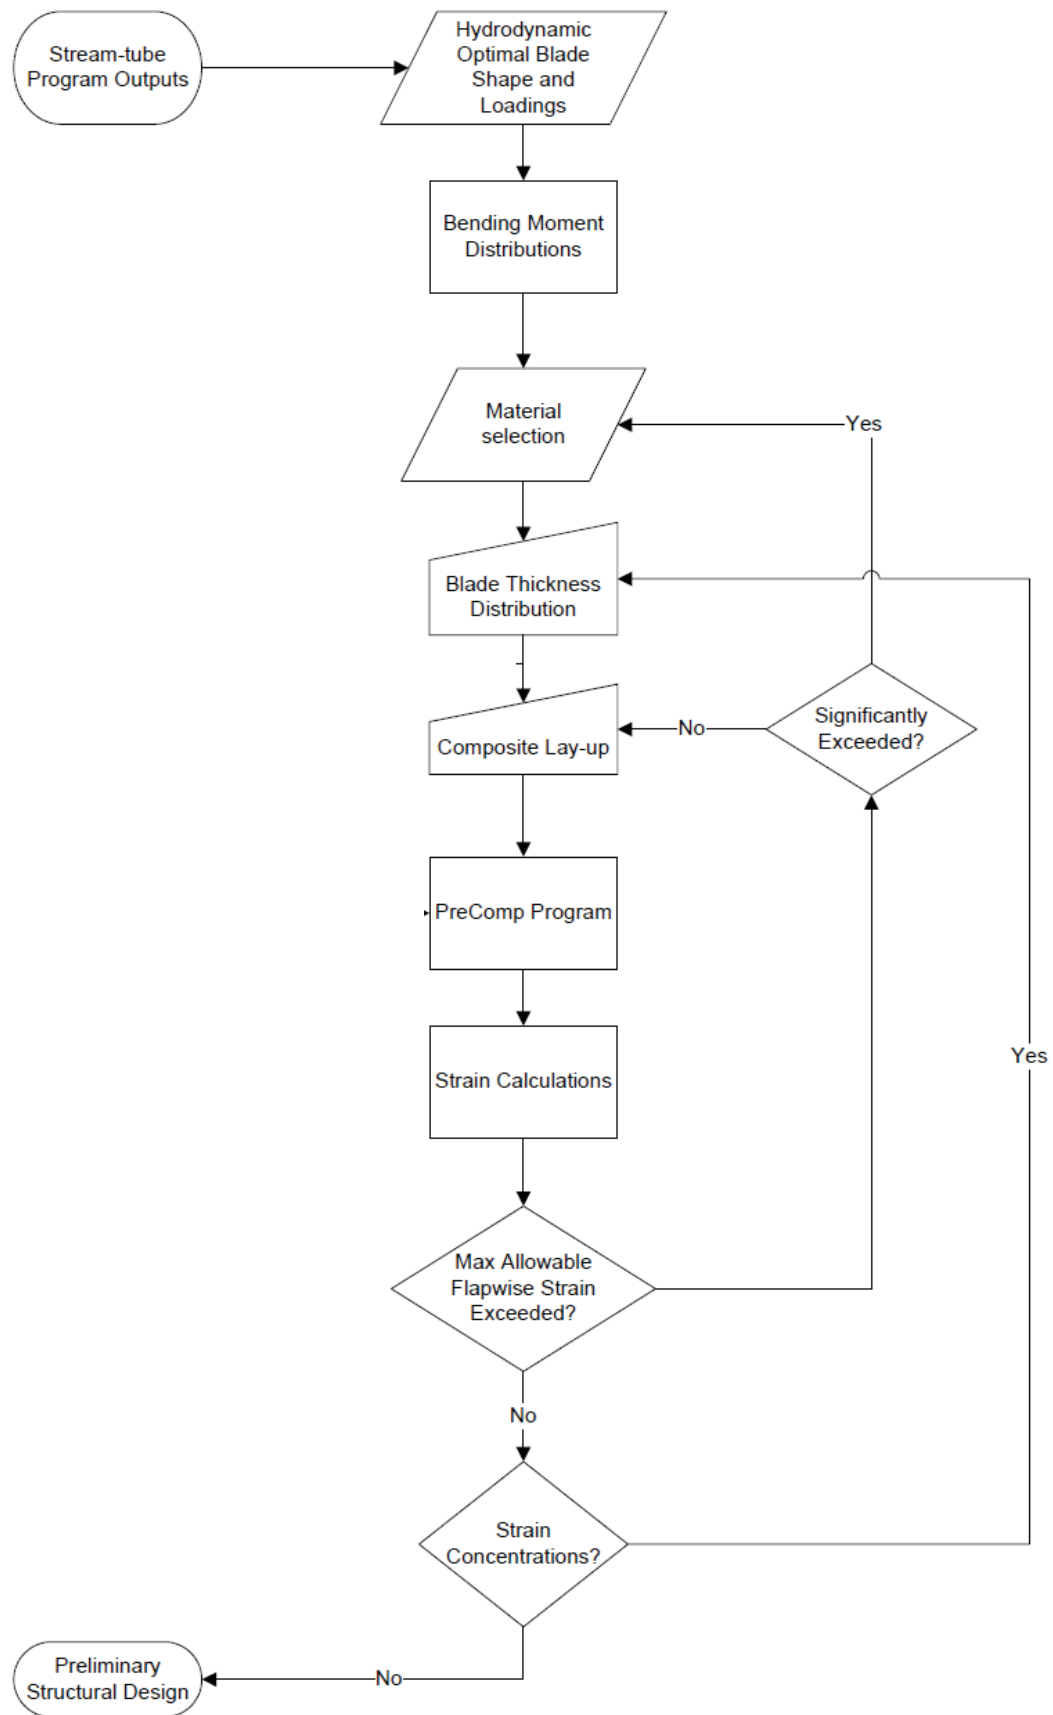 Stream-tube
Program Outputs
Hydrodynamic
Optimal Blade
Shape and
Loadings
Bending Moment
Distributions
Material
selection
Yes
Blade Thickness
Distribution
Significantly
Exceeded?
No
Composite Lay-up
PreComp Program
Yes
Strain Calculations
Max Allowable
Flapwise Strain
Exceeded?
No
Strain
Concentrations?
No
Preliminary
Structural Design